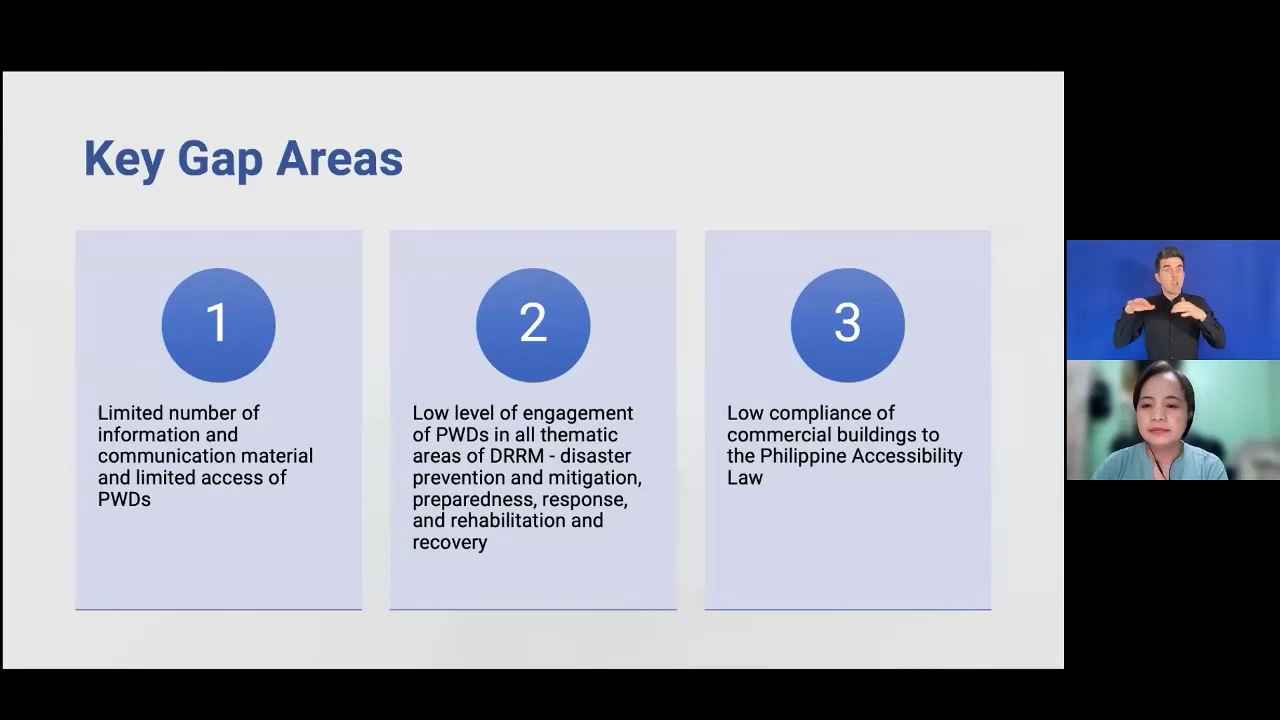 Key Gap Areas
1
Limited number of
information and
communication material
and limited access of
PWDs
2
Low level of engagement
of PWDs in all thematic
areas of DRRM - disaster
prevention and mitigation,
preparedness, response,
and rehabilitation and
recovery
3
Low compliance of
commercial buildings to
the Philippine Accessibility
Law